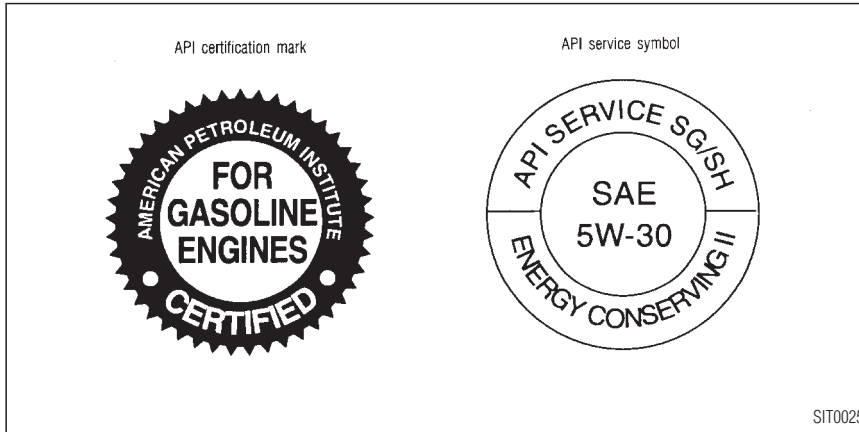 API certification mark
AMERICAN PETROLEUM INSTITUTE
FOR
GASOLINE
ENGINES
CERTIFIED
API service symbol
API SERVICE SG/SH
SAE
5W-30
ENERGY CONSERVING II
SIT0025